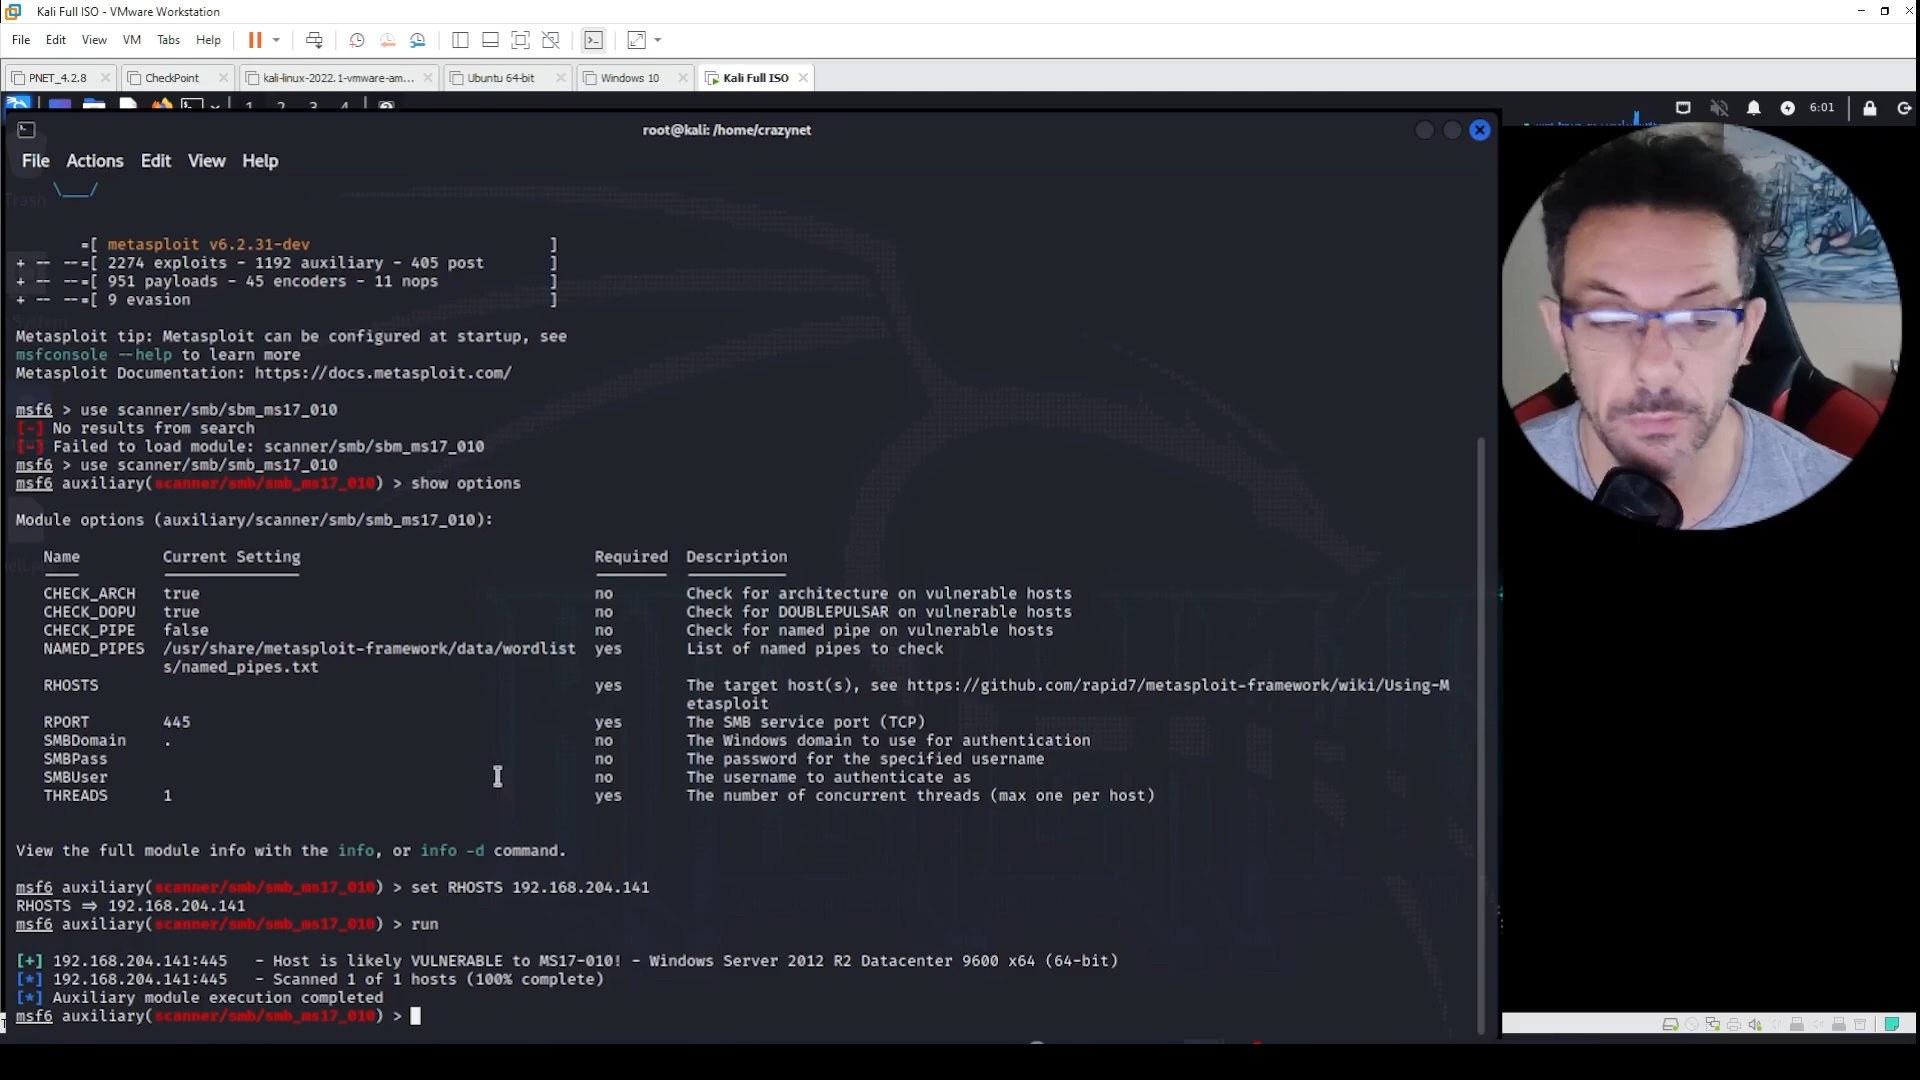 Kali Full ISO - VMware Workstation
File Edit View VM Tabs Help
PNET_4.2.8 CheckPoint kali-linux-2022.1-vmware-am... Ubuntu 64-bit Windows 10 Kali Full ISO
1 2 3 4 6:01
root@kali: /home/crazynet
File Actions Edit View Help
\___/
=[ metasploit v6.2.31-dev ]
+ -- --=[ 2274 exploits - 1192 auxiliary - 405 post ]
+ -- --=[ 951 payloads - 45 encoders - 11 nops ]
+ -- --=[ 9 evasion ]
Metasploit tip: Metasploit can be configured at startup, see
msfconsole --help to learn more
Metasploit Documentation: https://docs.metasploit.com/
msf6 > use scanner/smb/sbm_ms17_010
[-] No results from search
[-] Failed to load module: scanner/smb/sbm_ms17_010
msf6 > use scanner/smb/smb_ms17_010
msf6 auxiliary(scanner/smb/smb_ms17_010) > show options
Module options (auxiliary/scanner/smb/smb_ms17_010):
Name Current Setting Required Description
CHECK_ARCH true no Check for architecture on vulnerable hosts
CHECK_DOPU true no Check for DOUBLEPULSAR on vulnerable hosts
CHECK_PIPE false no Check for named pipe on vulnerable hosts
NAMED_PIPES /usr/share/metasploit-framework/data/wordlist yes List of named pipes to check
s/named_pipes.txt
RHOSTS yes The target host(s), see https://github.com/rapid7/metasploit-framework/wiki/Using-M
etasploit
RPORT 445 yes The SMB service port (TCP)
SMBDomain . no The Windows domain to use for authentication
SMBPass no The password for the specified username
SMBUser no The username to authenticate as
THREADS 1 yes The number of concurrent threads (max one per host)
View the full module info with the info, or info -d command.
msf6 auxiliary(scanner/smb/smb_ms17_010) > set RHOSTS 192.168.204.141
RHOSTS => 192.168.204.141
msf6 auxiliary(scanner/smb/smb_ms17_010) > run
[+] 192.168.204.141:445 - Host is likely VULNERABLE to MS17-010! - Windows Server 2012 R2 Datacenter 9600 x64 (64-bit)
[*] 192.168.204.141:445 - Scanned 1 of 1 hosts (100% complete)
[*] Auxiliary module execution completed
msf6 auxiliary(scanner/smb/smb_ms17_010) >